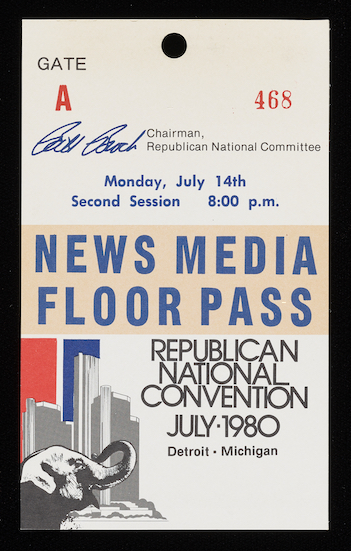 GATE
A 468
Bill Brock Chairman,
Republican National Committee
Monday, July 14th
Second Session 8:00 p.m.
NEWS MEDIA
FLOOR PASS
REPUBLICAN
NATIONAL
CONVENTION
JULY·1980
Detroit · Michigan